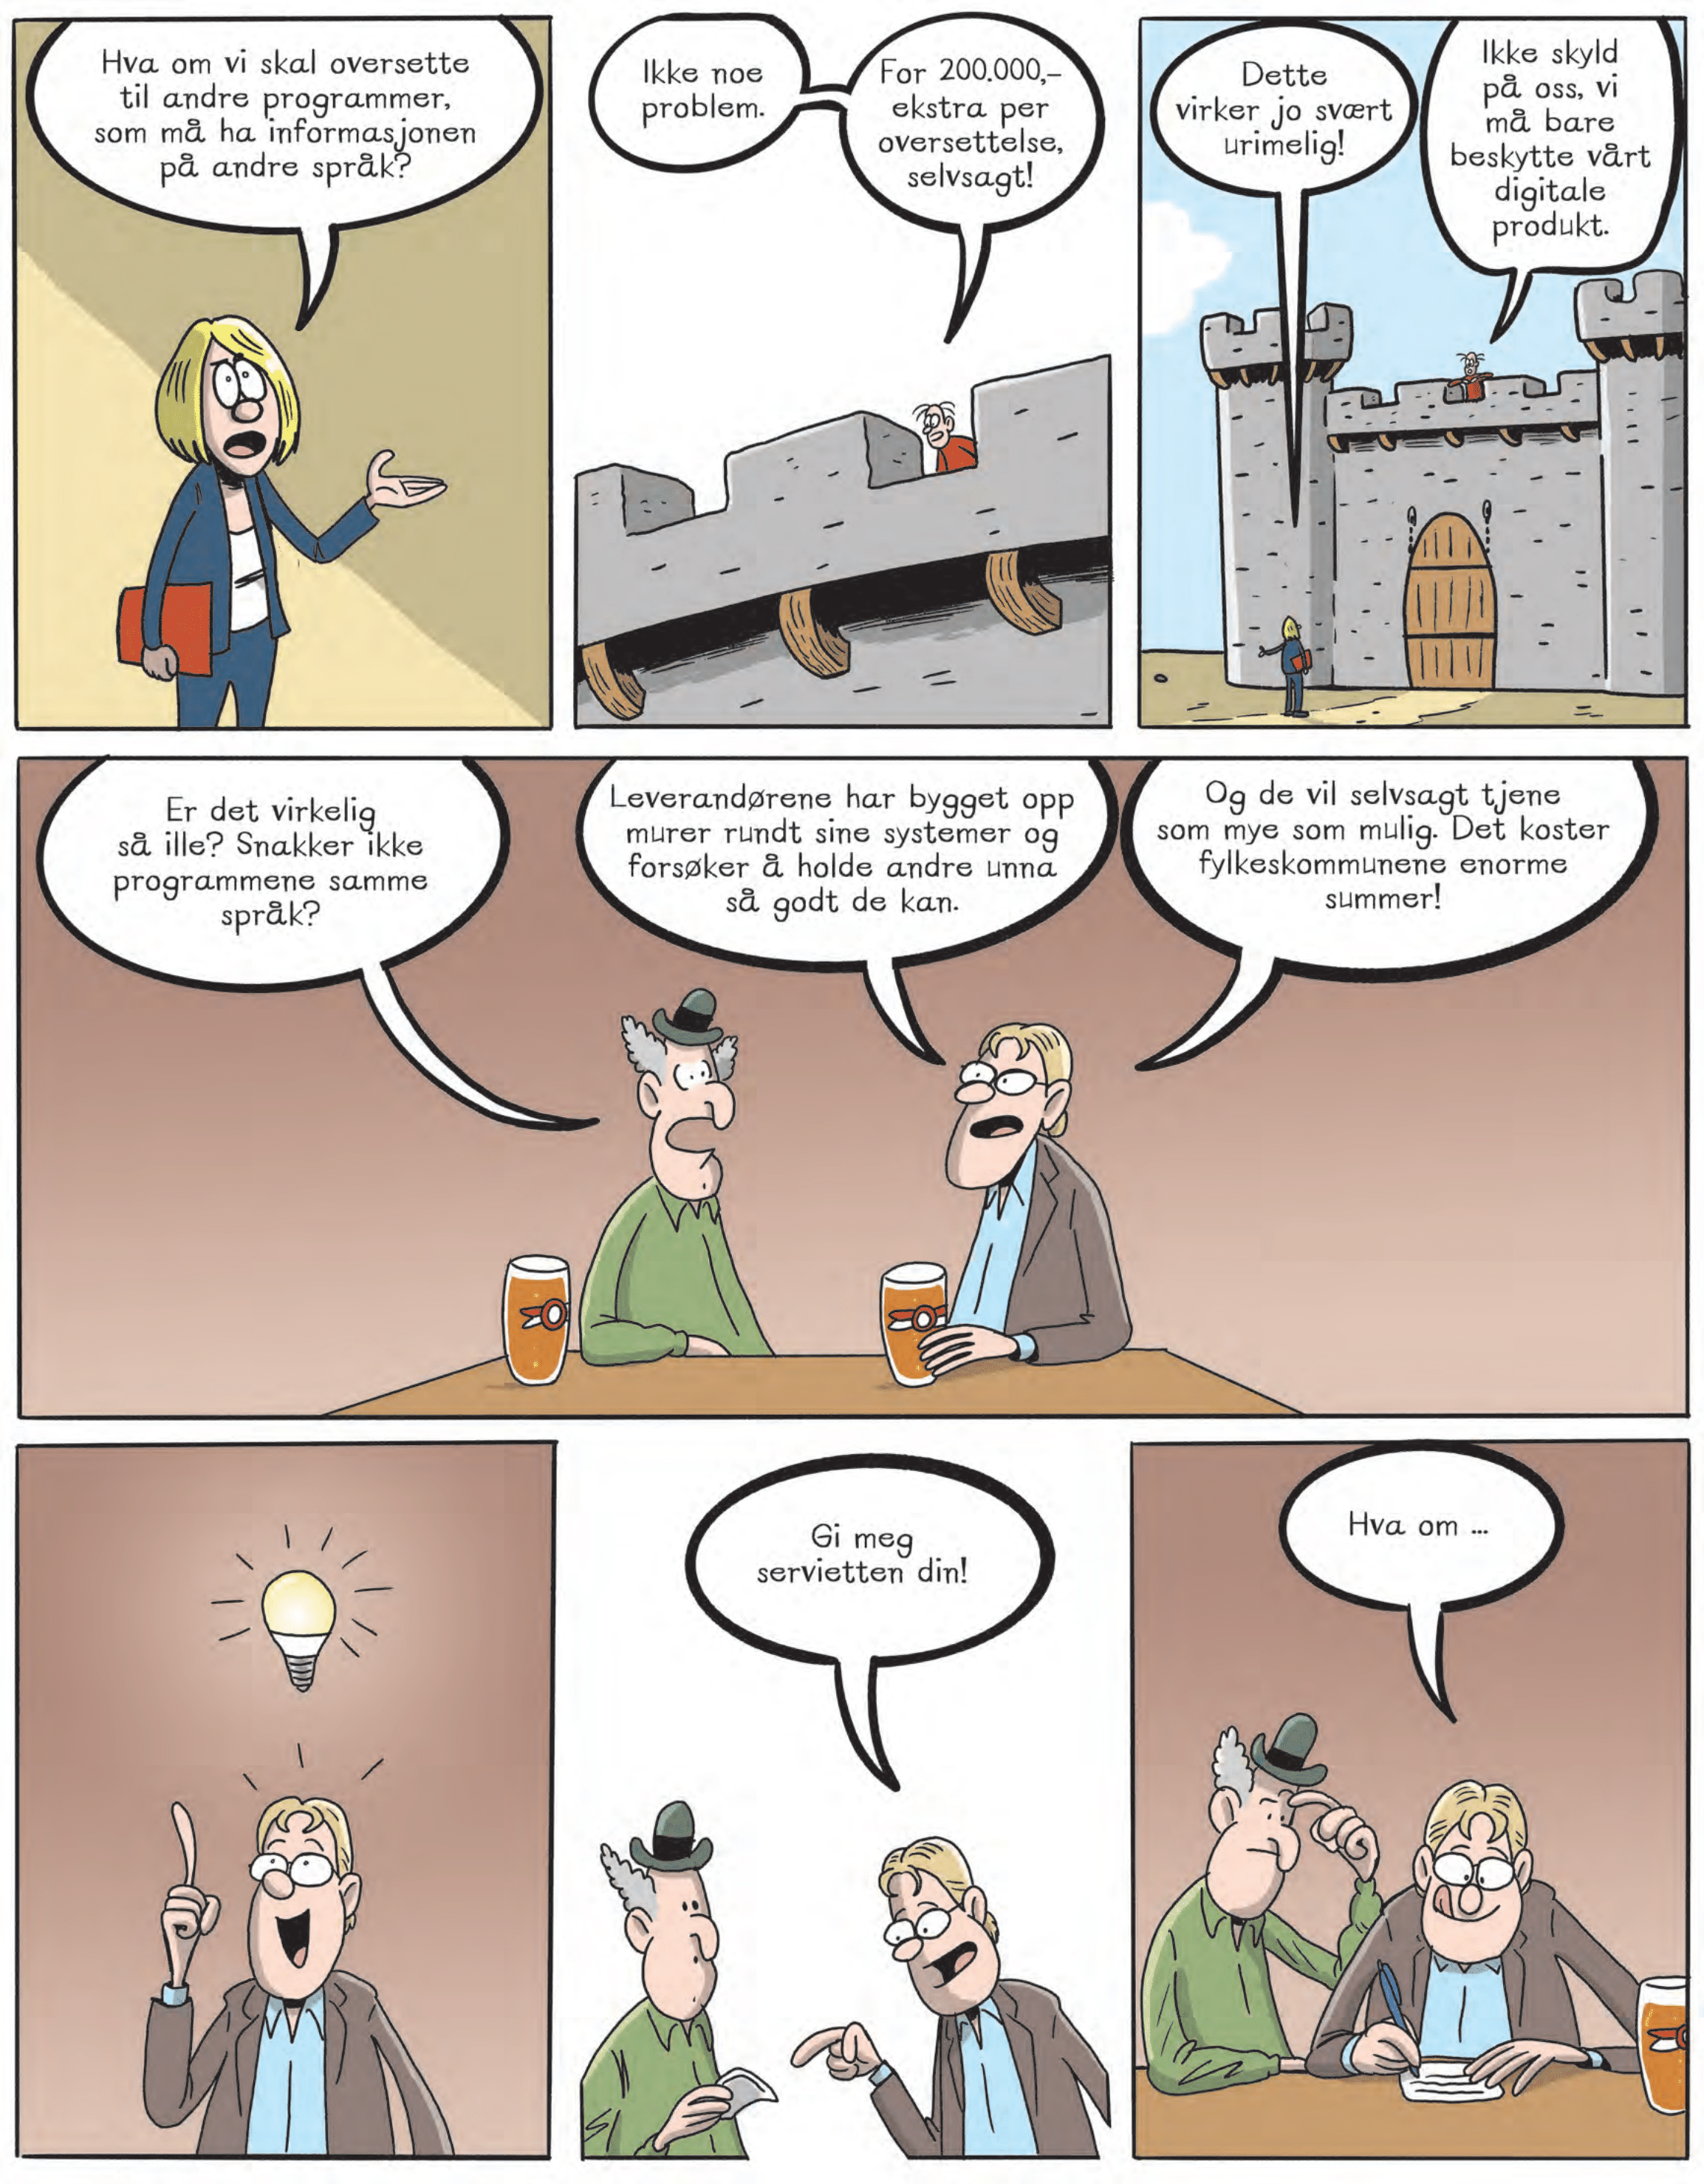 Hva om vi skal oversette
til andre programmer,
som må ha informasjonen
på andre språk?
Ikke noe
problem.
For 200.000,-
ekstra per
oversettelse,
selvsagt!
Dette
virker jo svært
urimelig!
Ikke skyld
på oss, vi
må bare
beskytte vårt
digitale
produkt.
Er det virkelig
så ille? Snakker ikke
programmene samme
språk?
Leverandørene har bygget opp
murer rundt sine systemer og
forsøker å holde andre unna
så godt de kan.
Og de vil selvsagt tjene
som mye som mulig. Det koster
fylkeskommunene enorme
summer!
Gi meg
servietten din!
Hva om ...